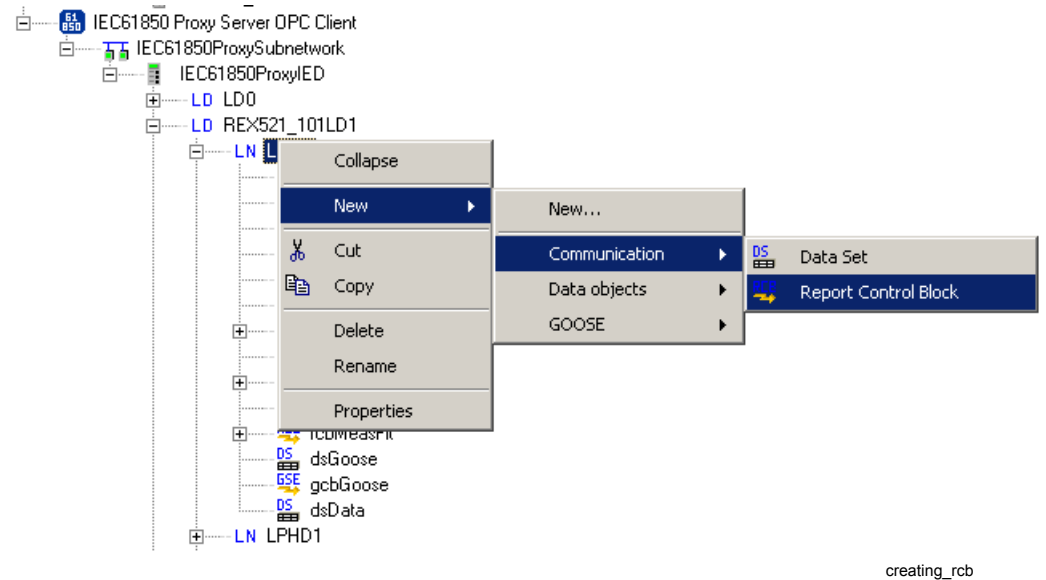 61
850 IEC61850 Proxy Server OPC Client
IEC61850ProxySubnetwork
IEC61850ProxyIED
LD LD0
LD REX521_101LD1
LN L
Collapse
New
Cut
Copy
Delete
Rename
Properties
New...
Communication
Data objects
GOOSE
DS Data Set
Report Control Block
DS dsGoose
GSE gcbGoose
DS dsData
LN LPHD1
creating_rcb